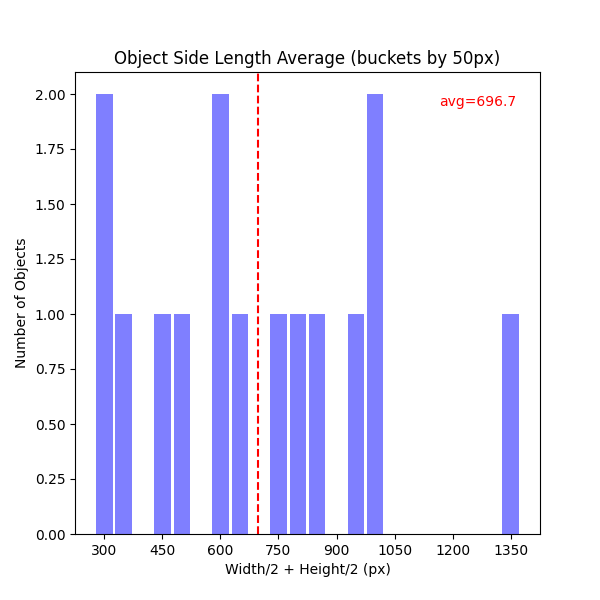 Object Side Length Average (buckets by 50px)
avg=696.7
2.00
1.75
1.50
1.25
1.00
0.75
0.50
0.25
0.00
Number of Objects
300 450 600 750 900 1050 1200 1350
Width/2 + Height/2 (px)